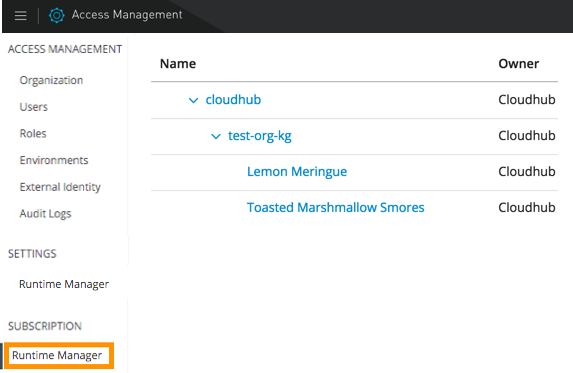 Access Management
ACCESS MANAGEMENT
Organization
Users
Roles
Environments
External Identity
Audit Logs
SETTINGS
Runtime Manager
SUBSCRIPTION
Runtime Manager
Name Owner
cloudhub Cloudhub
test-org-kg Cloudhub
Lemon Meringue Cloudhub
Toasted Marshmallow Smores Cloudhub